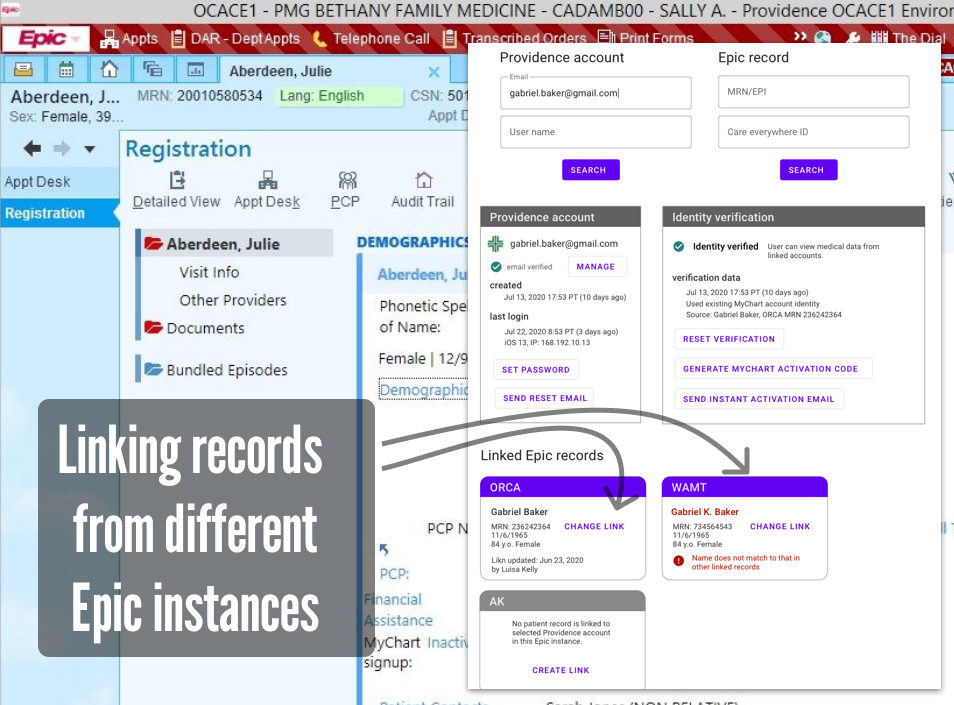 Epic
OCACE1 - PMG BETHANY FAMILY MEDICINE - CADAMB00 - SALLY A. - Providence OCACE1 Environ
Epic
Appts
DAR - Dept Appts
Telephone Call
Transcribed Orders
Print Forms
The Dial
Aberdeen, Julie
Aberdeen, J...
MRN: 20010580534
Lang: English
CSN: 501
Sex: Female, 39...
Appt D
Appt Desk
Registration
Registration
Detailed View
Appt Desk
PCP
Audit Trail
Aberdeen, Julie
Visit Info
Other Providers
Documents
Bundled Episodes
DEMOGRAPHICS
Aberdeen, Ju
Phonetic Spe
of Name:
Female | 12/9
Demographic
PCP N
PCP:
Financial
Assistance
MyChart Inactiv
signup:
Linking records
from different
Epic instances
Providence account
Email
gabriel.baker@gmail.com
User name
SEARCH
Epic record
MRN/EPI
Care everywhere ID
SEARCH
Providence account
gabriel.baker@gmail.com
email verified
MANAGE
created
Jul 13, 2020 17:53 PT (10 days ago)
last login
Jul 22, 2020 8:53 PT (3 days ago)
iOS 13, IP: 168.192.10.13
SET PASSWORD
SEND RESET EMAIL
Identity verification
Identity verified
User can view medical data from
linked accounts.
verification data
Jul 13, 2020 17:53 PT (10 days ago)
Used existing MyChart account identity
Source: Gabriel Baker, ORCA MRN 236242364
RESET VERIFICATION
GENERATE MYCHART ACTIVATION CODE
SEND INSTANT ACTIVATION EMAIL
Linked Epic records
ORCA
Gabriel Baker
MRN: 236242364
CHANGE LINK
11/6/1965
84 y.o. Female
Likn updated: Jun 23, 2020
by Luisa Kelly
WAMT
Gabriel K. Baker
MRN: 734564543
CHANGE LINK
11/6/1965
84 y.o. Female
Name does not match to that in
other linked records
AK
No patient record is linked to
selected Providence account
in this Epic instance.
CREATE LINK